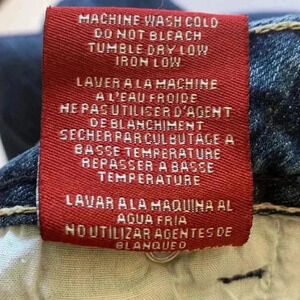 MACHINE WASH COLD
DO NOT BLEACH
TUMBLE DRY LOW
IRON LOW
LAVER A LA MACHINE
A L'EAU FROIDE
NE PAS UTILISER D'AGENT
DE BLANCHIMENT
SECHER PAR CULBUTAGE A
BASSE TEMPERATURE
REPASSER A BASSE
TEMPERATURE
LAVAR A LA MAQUINA AL
AGUA FRIA
NO UTILIZAR AGENTES DE
BLANQUEO